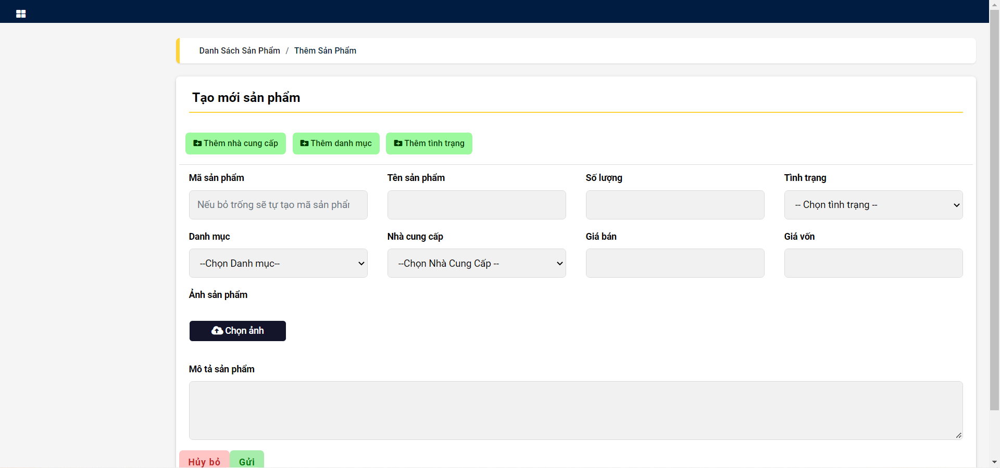 Danh Sách Sản Phẩm / Thêm Sản Phẩm
Tạo mới sản phẩm
Thêm nhà cung cấp Thêm danh mục Thêm tình trạng
Mã sản phẩm Tên sản phẩm Số lượng Tình trạng
Nếu bỏ trống sẽ tự tạo mã sản -- Chọn tình trạng --
Danh mục Nhà cung cấp Giá bán Giá vốn
--Chọn Danh mục-- --Chọn Nhà Cung Cấp --
Ảnh sản phẩm
Chọn ảnh
Mô tả sản phẩm
Hủy bỏ Gửi